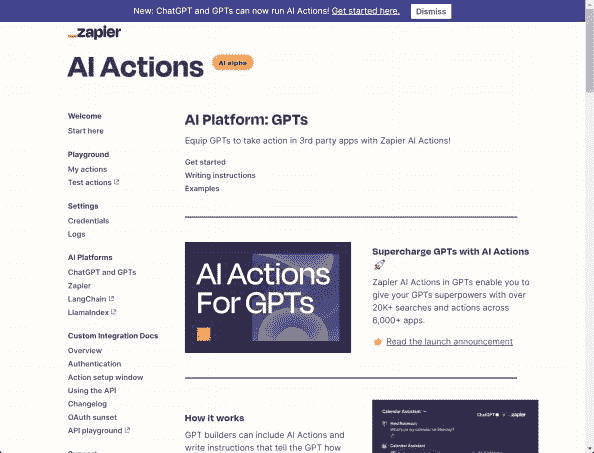 New: ChatGPT and GPTs can now run AI Actions! Get started here. Dismiss
zapier
AI Actions AI alpha
Welcome
Start here
Playground
My actions
Test actions
Settings
Credentials
Logs
AI Platforms
ChatGPT and GPTs
Zapier
LangChain
LlamaIndex
Custom Integration Docs
Overview
Authentication
Action setup window
Using the API
Changelog
OAuth sunset
API playground
AI Platform: GPTs
Equip GPTs to take action in 3rd party apps with Zapier AI Actions!
Get started
Writing instructions
Examples
AI Actions
For GPTs
Supercharge GPTs with AI Actions
🚀
Zapier AI Actions in GPTs enable you to
give your GPTs superpowers with over
20K+ searches and actions across
6,000+ apps.
Read the launch announcement
How it works
GPT builders can include AI Actions and
write instructions that tell the GPT how
Calendar Assistant
ChatGPT
zapier
Calendar Assistant